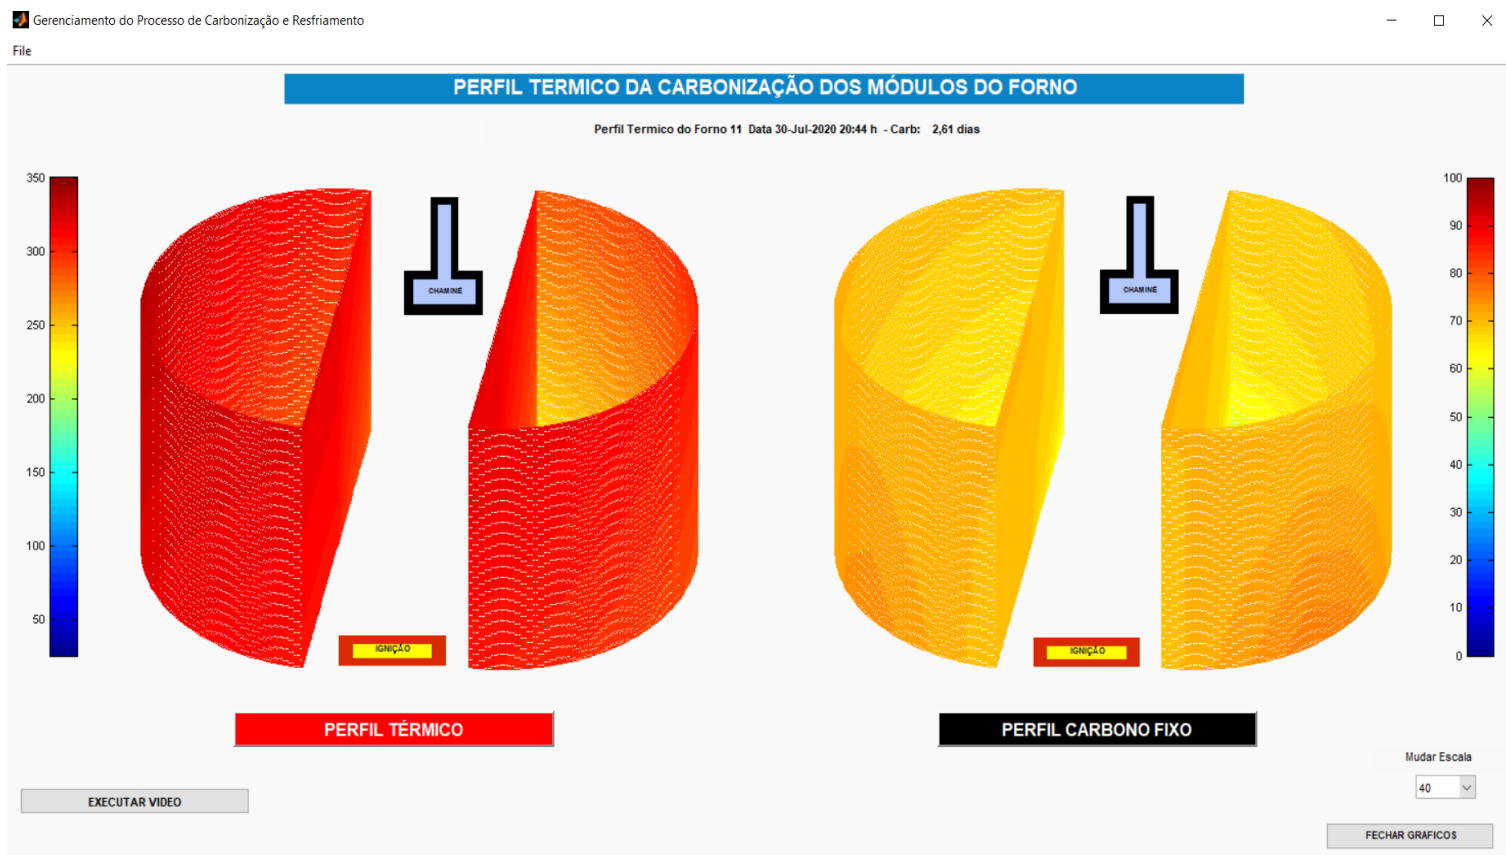 Gerenciamento do Processo de Carbonização e Resfriamento
File
PERFIL TERMICO DA CARBONIZAÇÃO DOS MÓDULOS DO FORNO
Perfil Termico do Forno 11 Data 30-Jul-2020 20:44 h - Carb: 2,61 dias
350
300
250
200
150
100
50
CHAMINÉ
IGNIÇÃO
CHAMINÉ
IGNIÇÃO
100
90
80
70
60
50
40
30
20
10
0
PERFIL TÉRMICO
PERFIL CARBONO FIXO
Mudar Escala
40
EXECUTAR VIDEO
FECHAR GRAFICOS